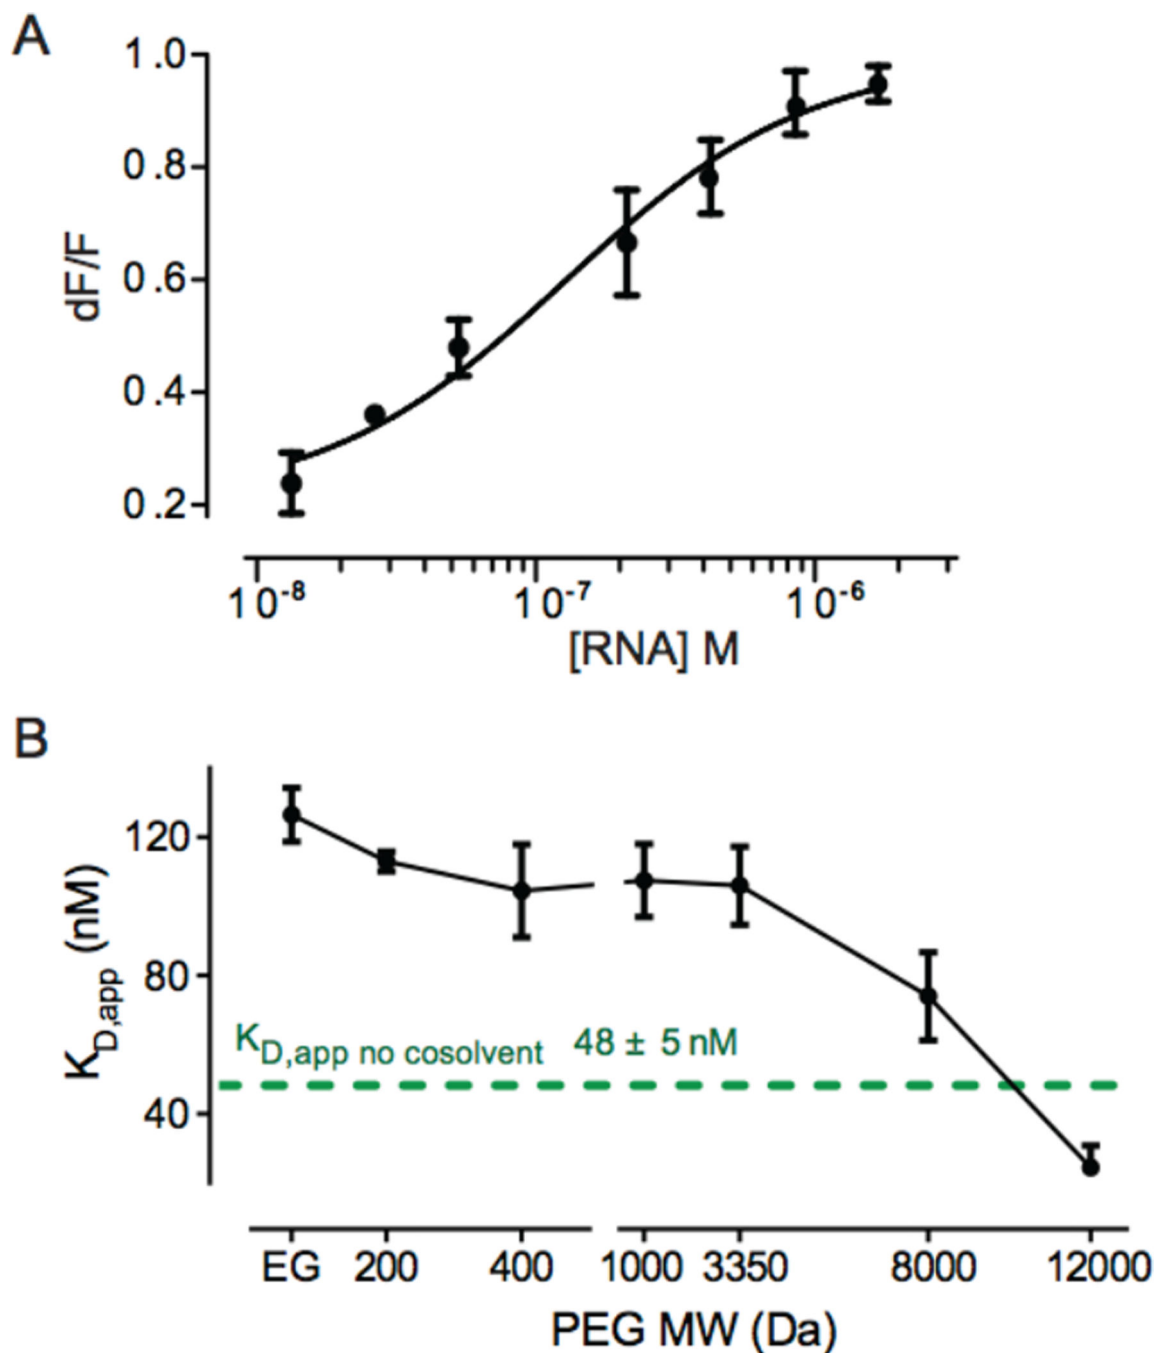 A
1.0
0.8
0.6
0.4
0.2
dF/F
10-8 10-7 10-6
[RNA] M
B
120
80
40
KD,app (nM)
KD,app no cosolvent 48 ± 5 nM
EG 200 400 1000 3350 8000 12000
PEG MW (Da)